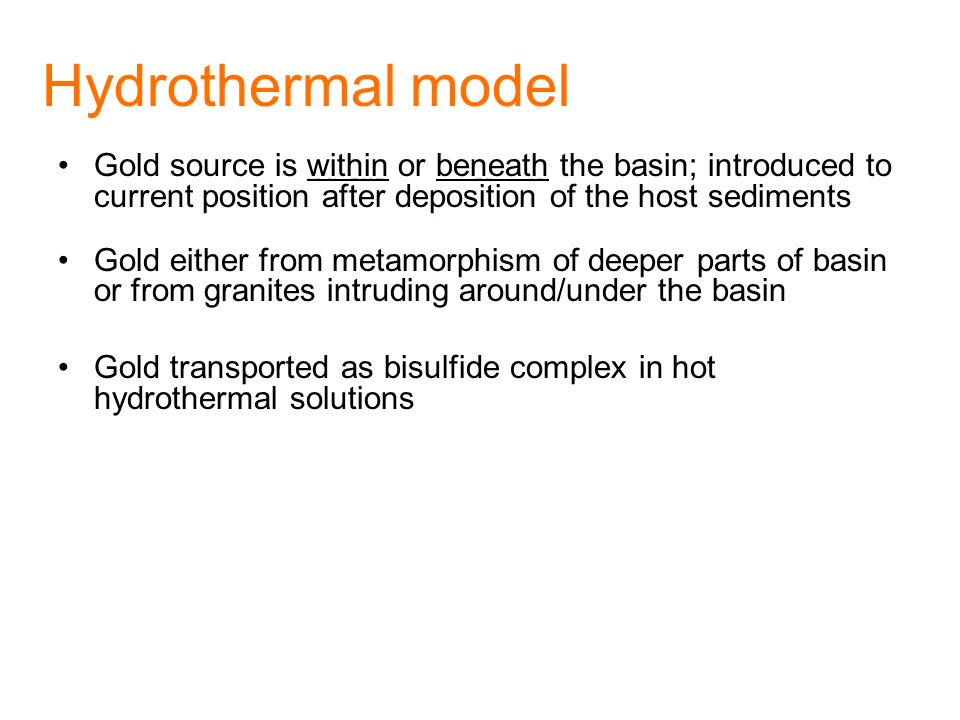 Hydrothermal model
• Gold source is within or beneath the basin; introduced to
current position after deposition of the host sediments
• Gold either from metamorphism of deeper parts of basin
or from granites intruding around/under the basin
• Gold transported as bisulfide complex in hot
hydrothermal solutions